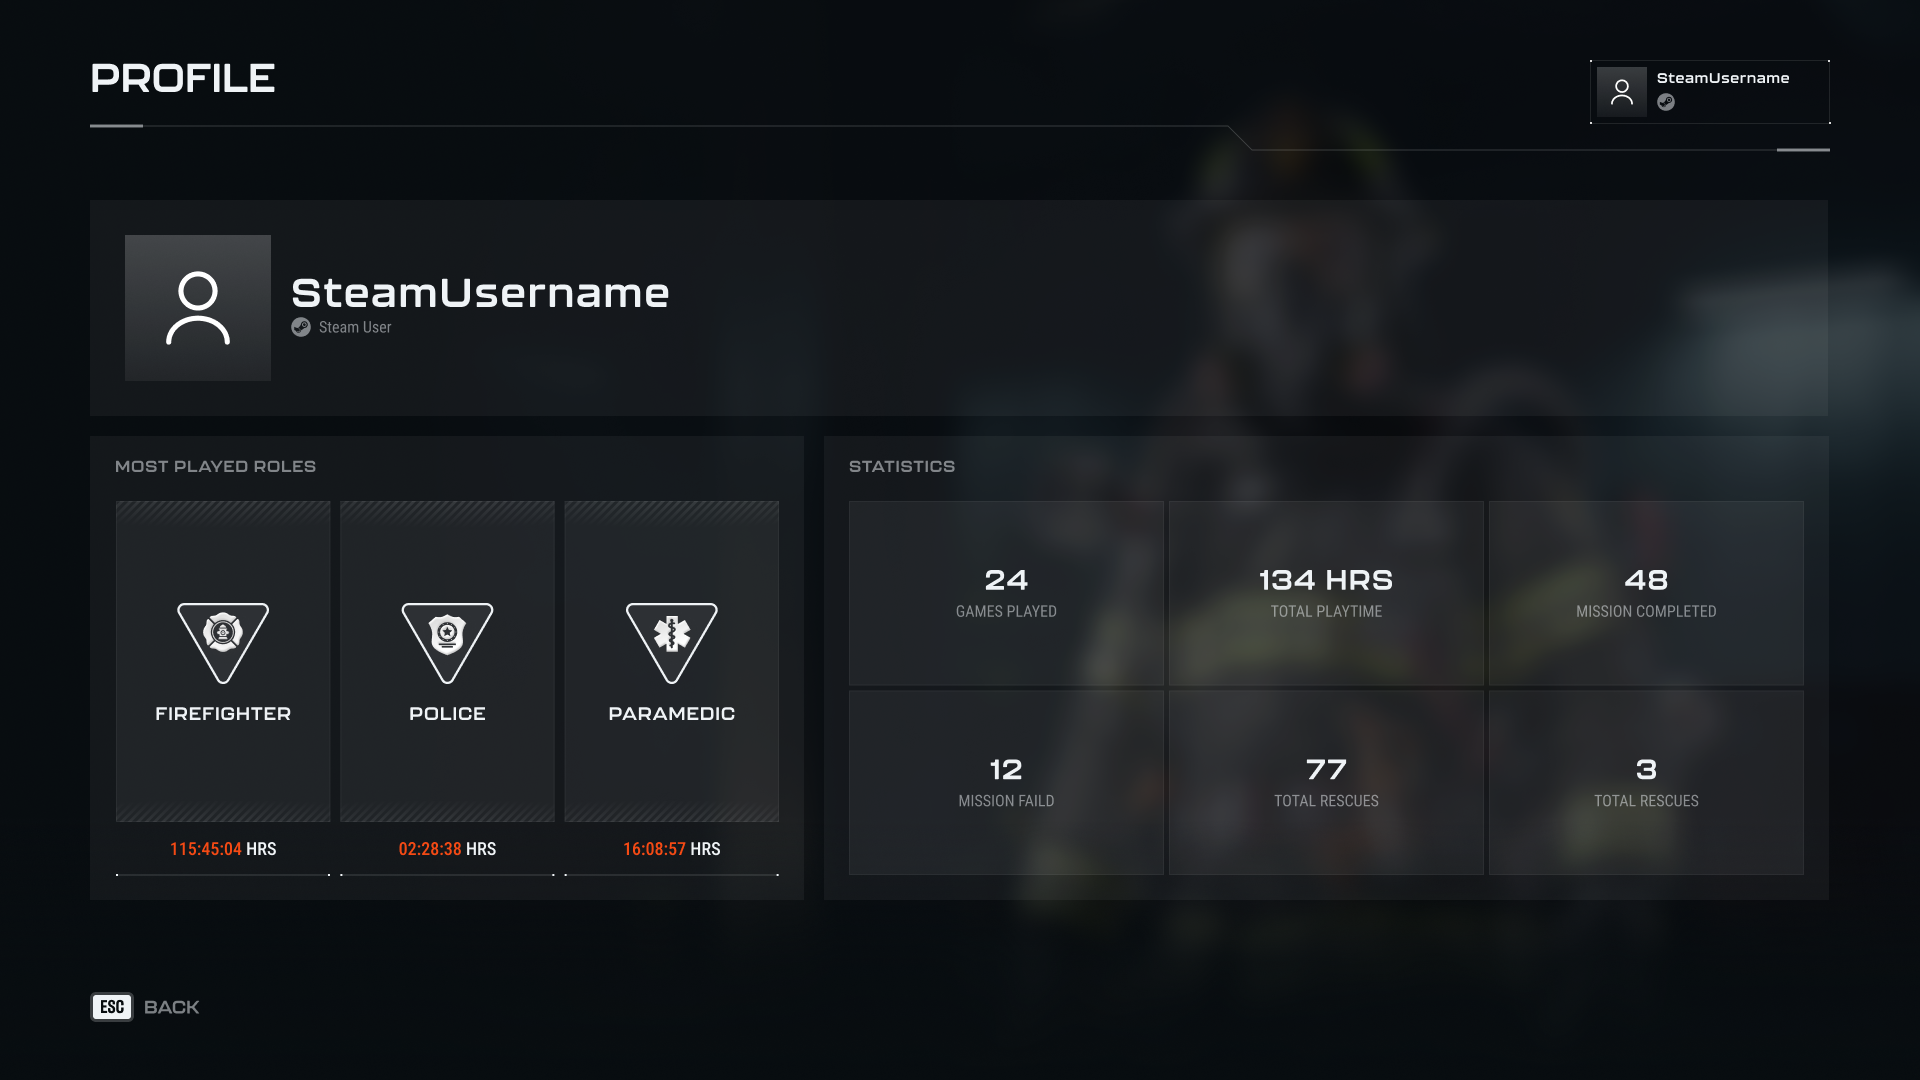 PROFILE
SteamUsername
SteamUsername
Steam User
MOST PLAYED ROLES
FIREFIGHTER
POLICE
PARAMEDIC
115:45:04 HRS
02:28:38 HRS
16:08:57 HRS
STATISTICS
24
GAMES PLAYED
134 HRS
TOTAL PLAYTIME
48
MISSION COMPLETED
12
MISSION FAILD
77
TOTAL RESCUES
3
TOTAL RESCUES
ESC BACK